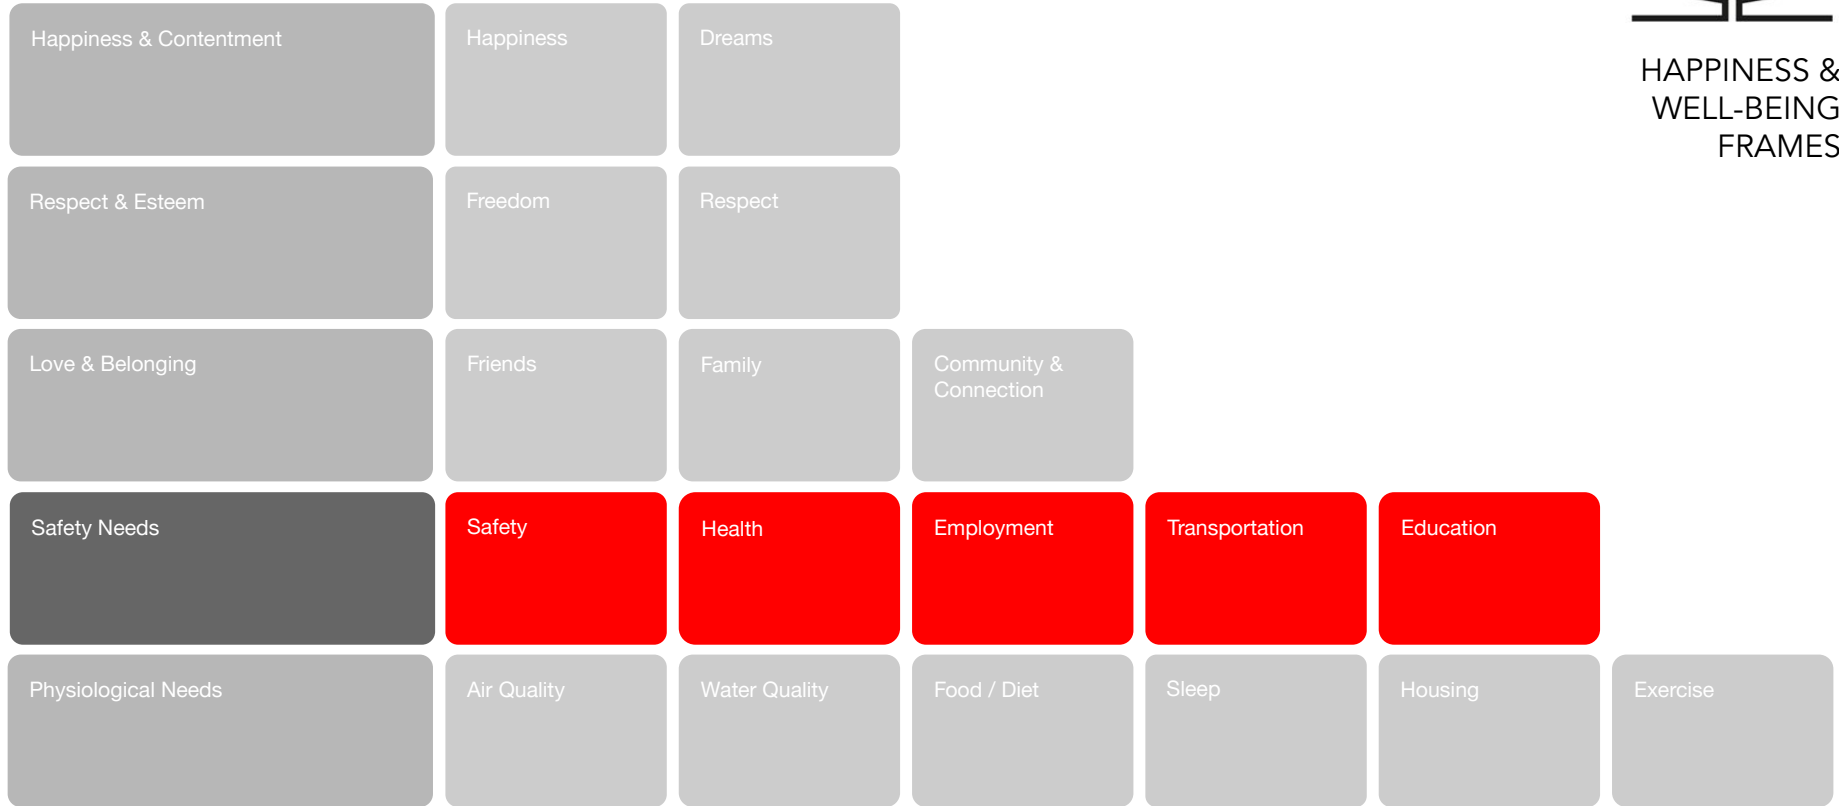 Happiness & Contentment
Happiness
Dreams
HAPPINESS &
WELL-BEING
FRAMES
Respect & Esteem
Freedom
Respect
Love & Belonging
Friends
Family
Community &
Connection
Safety Needs
Safety
Health
Employment
Transportation
Education
Physiological Needs
Air Quality
Water Quality
Food / Diet
Sleep
Housing
Exercise